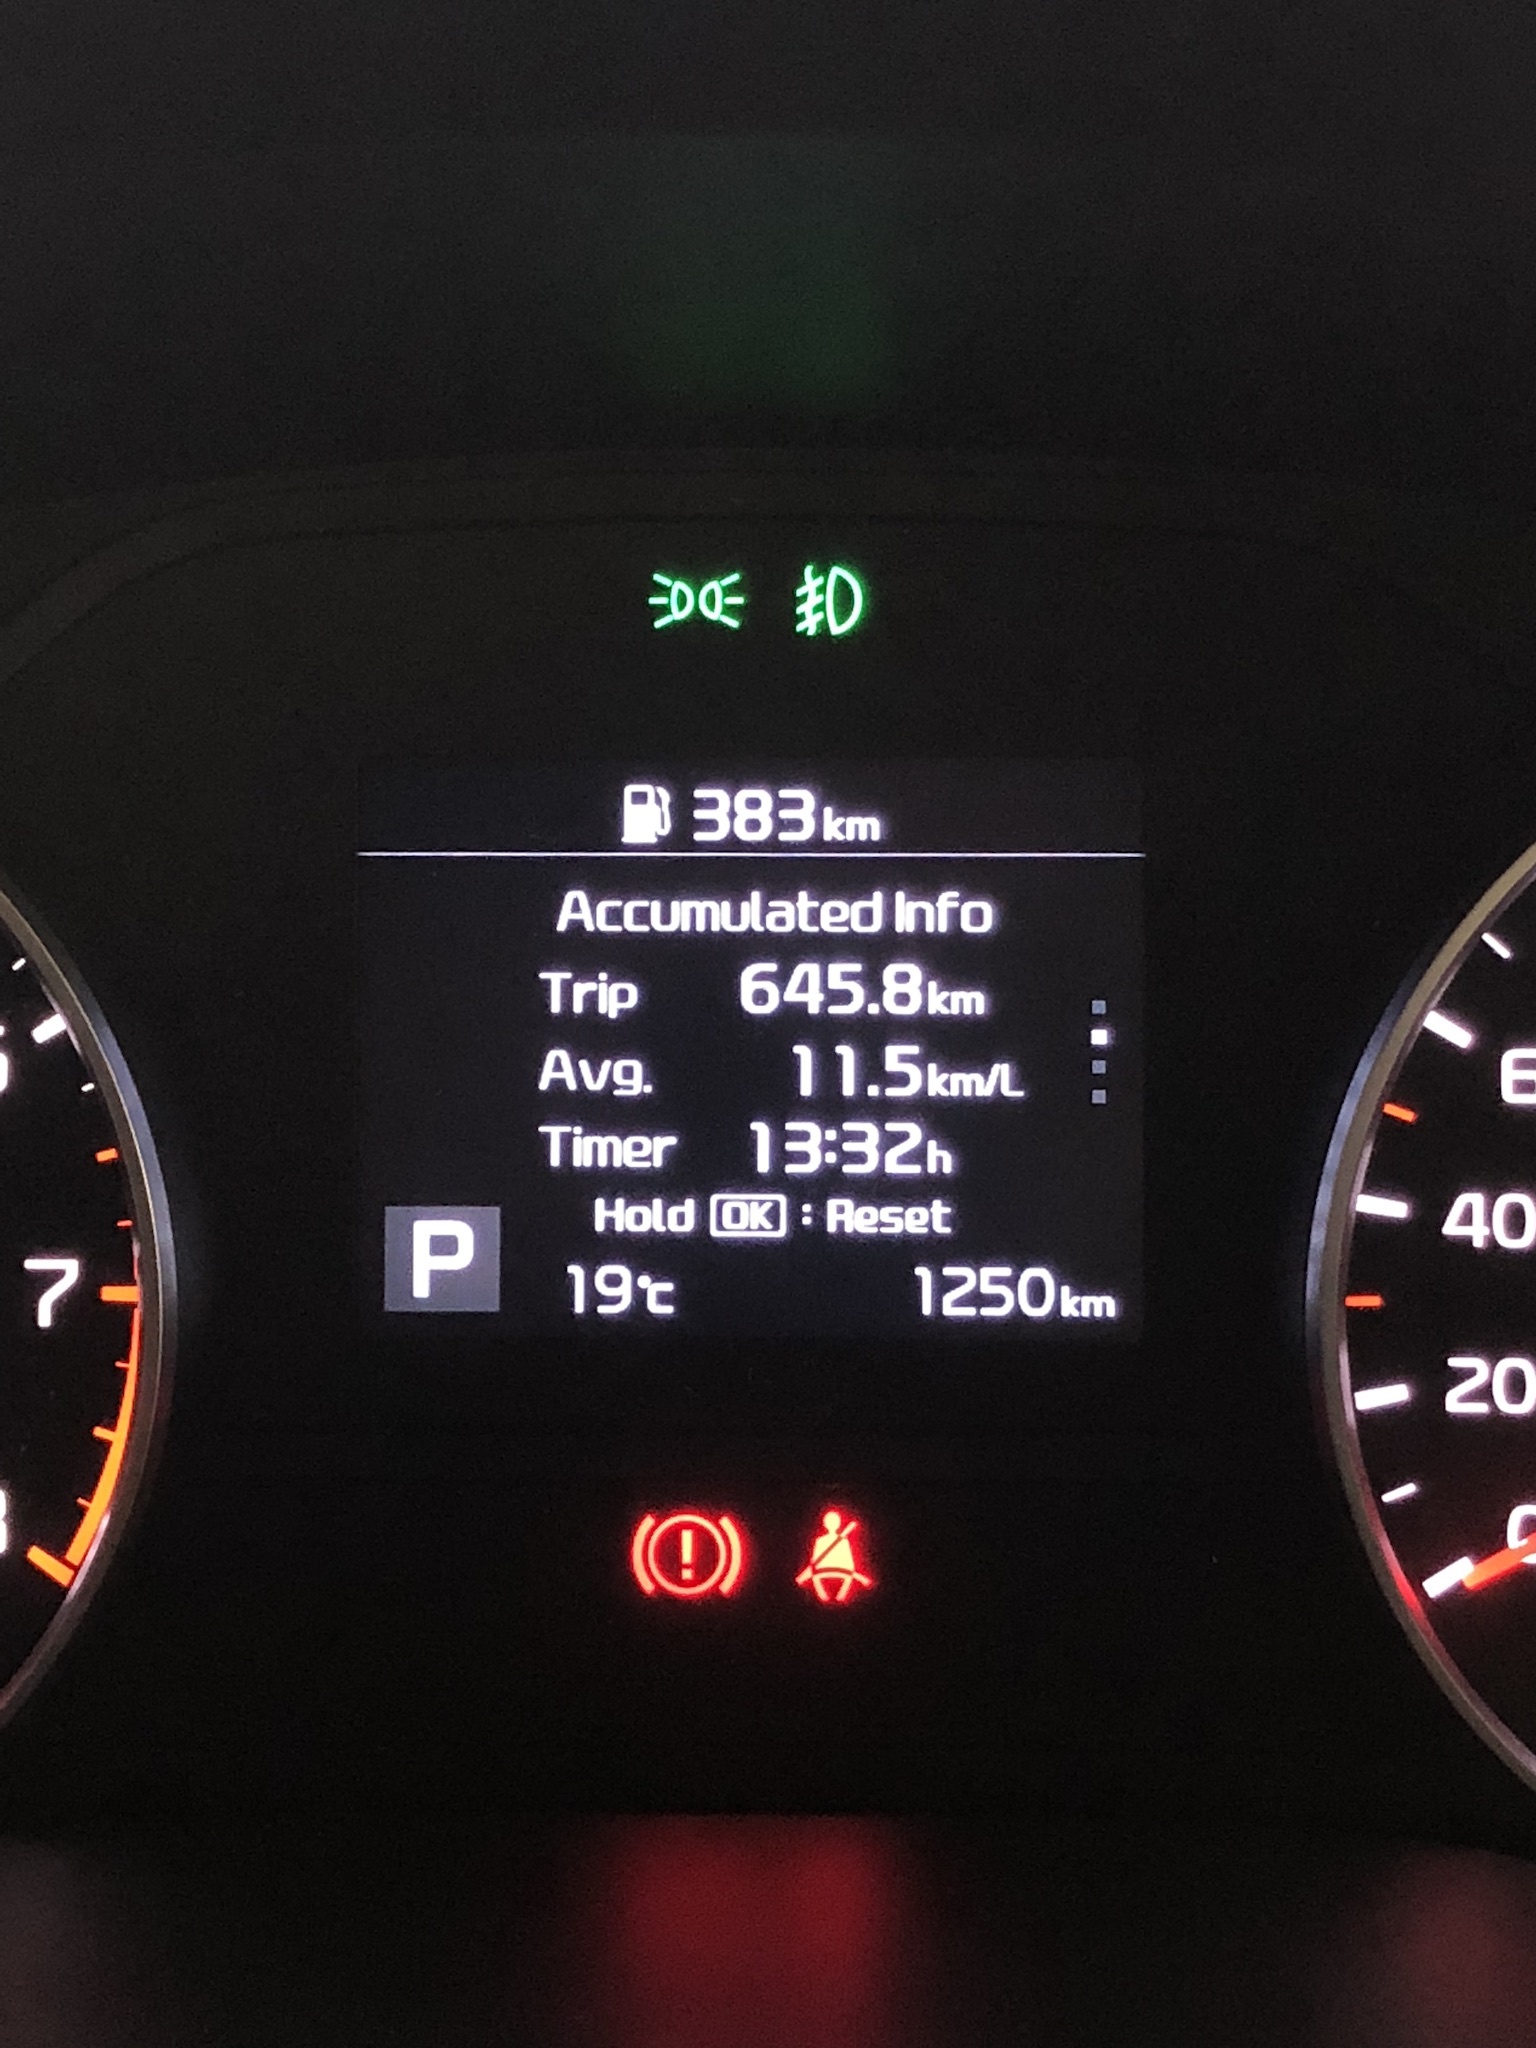 383km
Accumulated Info
Trip 645.8km
Avg. 11.5km/L
Timer 13:32h
Hold OK : Reset
P 19°C 1250km
7
40
20